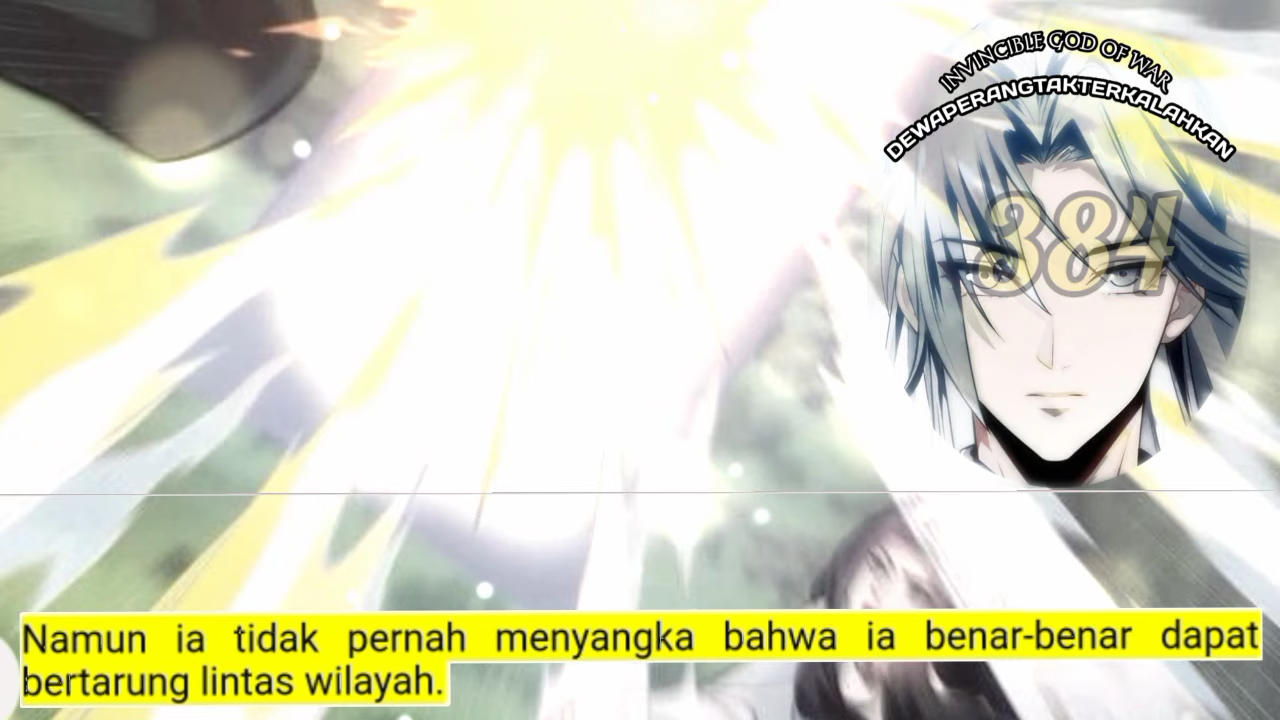 INVINCIBLE GOD OF WAR
DEWAPERANGTAKTERKALAHKAN
384
Namun ia tidak pernah menyangka bahwa ia benar-benar dapat
bertarung lintas wilayah.